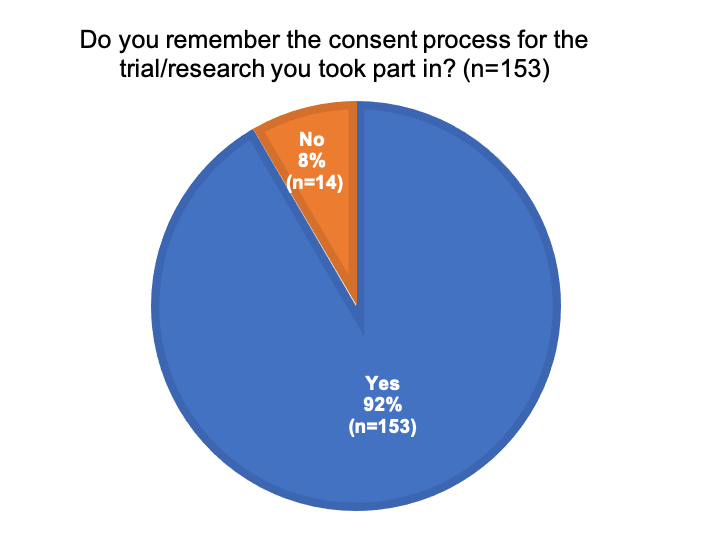 Do you remember the consent process for the
trial/research you took part in? (n=153)
No
8%
(n=14)
Yes
92%
(n=153)